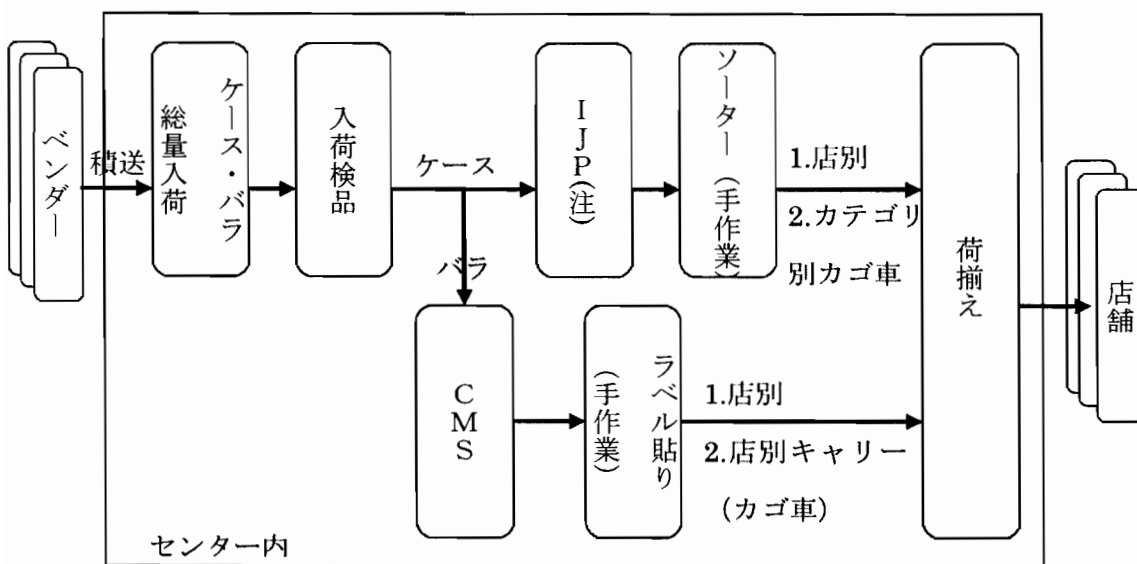 ベンダー
積送
総量入荷
ケース・バラ
入荷検品
ケース
バラ
IJP(注)
ソーター(手作業)
1.店別
2.カテゴリ
別カゴ車
CMS
ラベル貼り
(手作業)
1.店別
2.店別キャリー
(カゴ車)
荷揃え
店舗
センター内